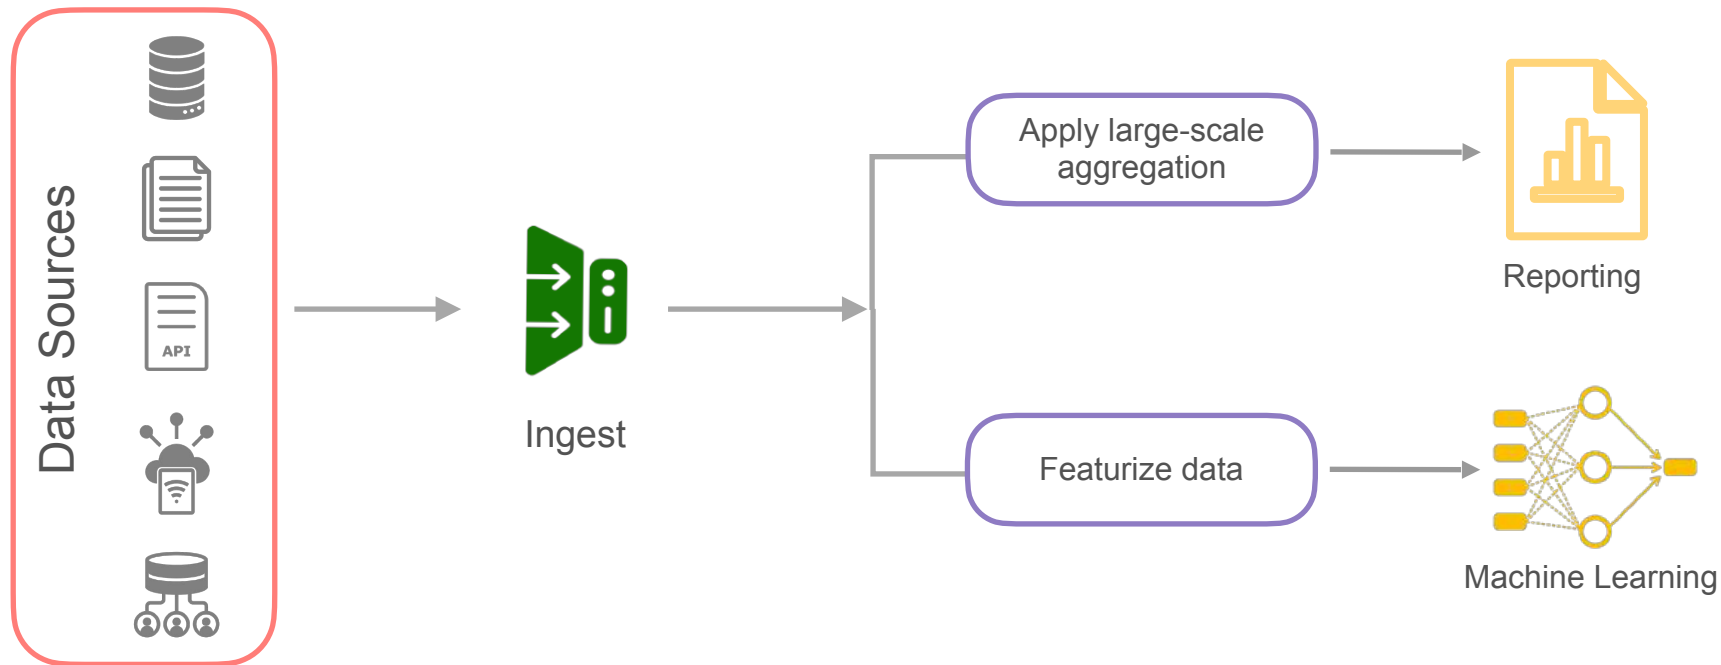 Data Sources
API
Ingest
Apply large-scale
aggregation
Reporting
Featurize data
Machine Learning